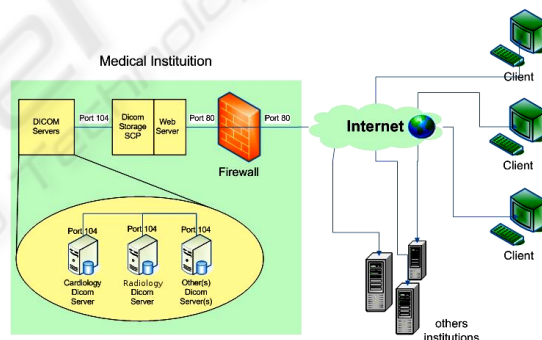 Medical Instituition
DICOM
Servers
Port 104
Dicom
Storage
SCP
Web
Server
Port 80
Port 80
Firewall
Internet
Client
Client
Client
Port 104
Port 104
Port 104
Cardiology
Dicom
Server
Radiology
Dicom
Server
Other(s)
Dicom
Server(s)
others
institutions